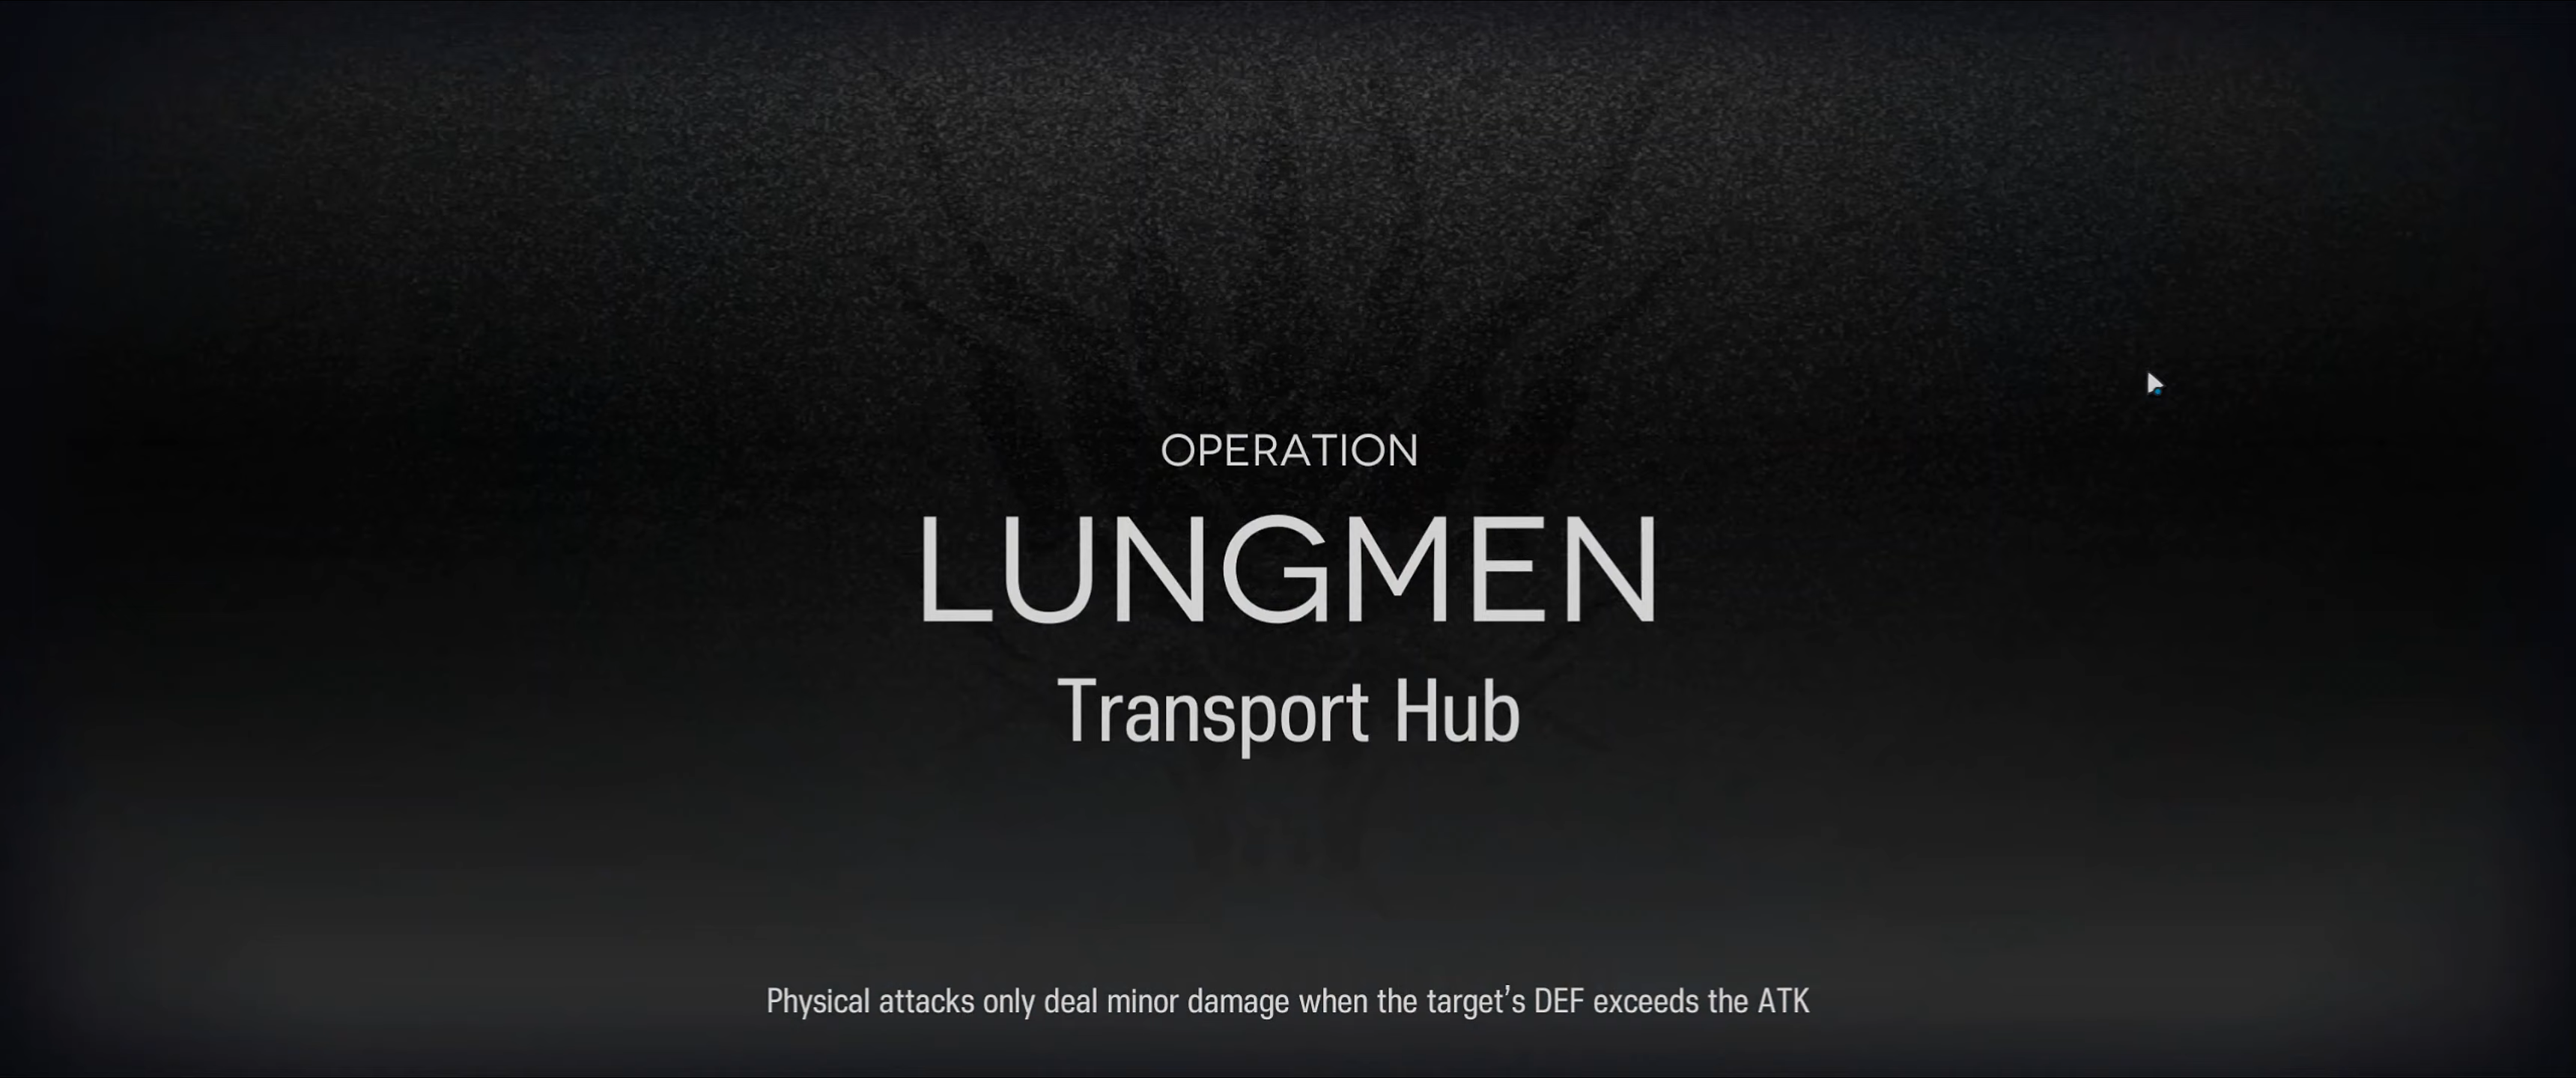 OPERATION
LUNGMEN
Transport Hub
Physical attacks only deal minor damage when the target’s DEF exceeds the ATK